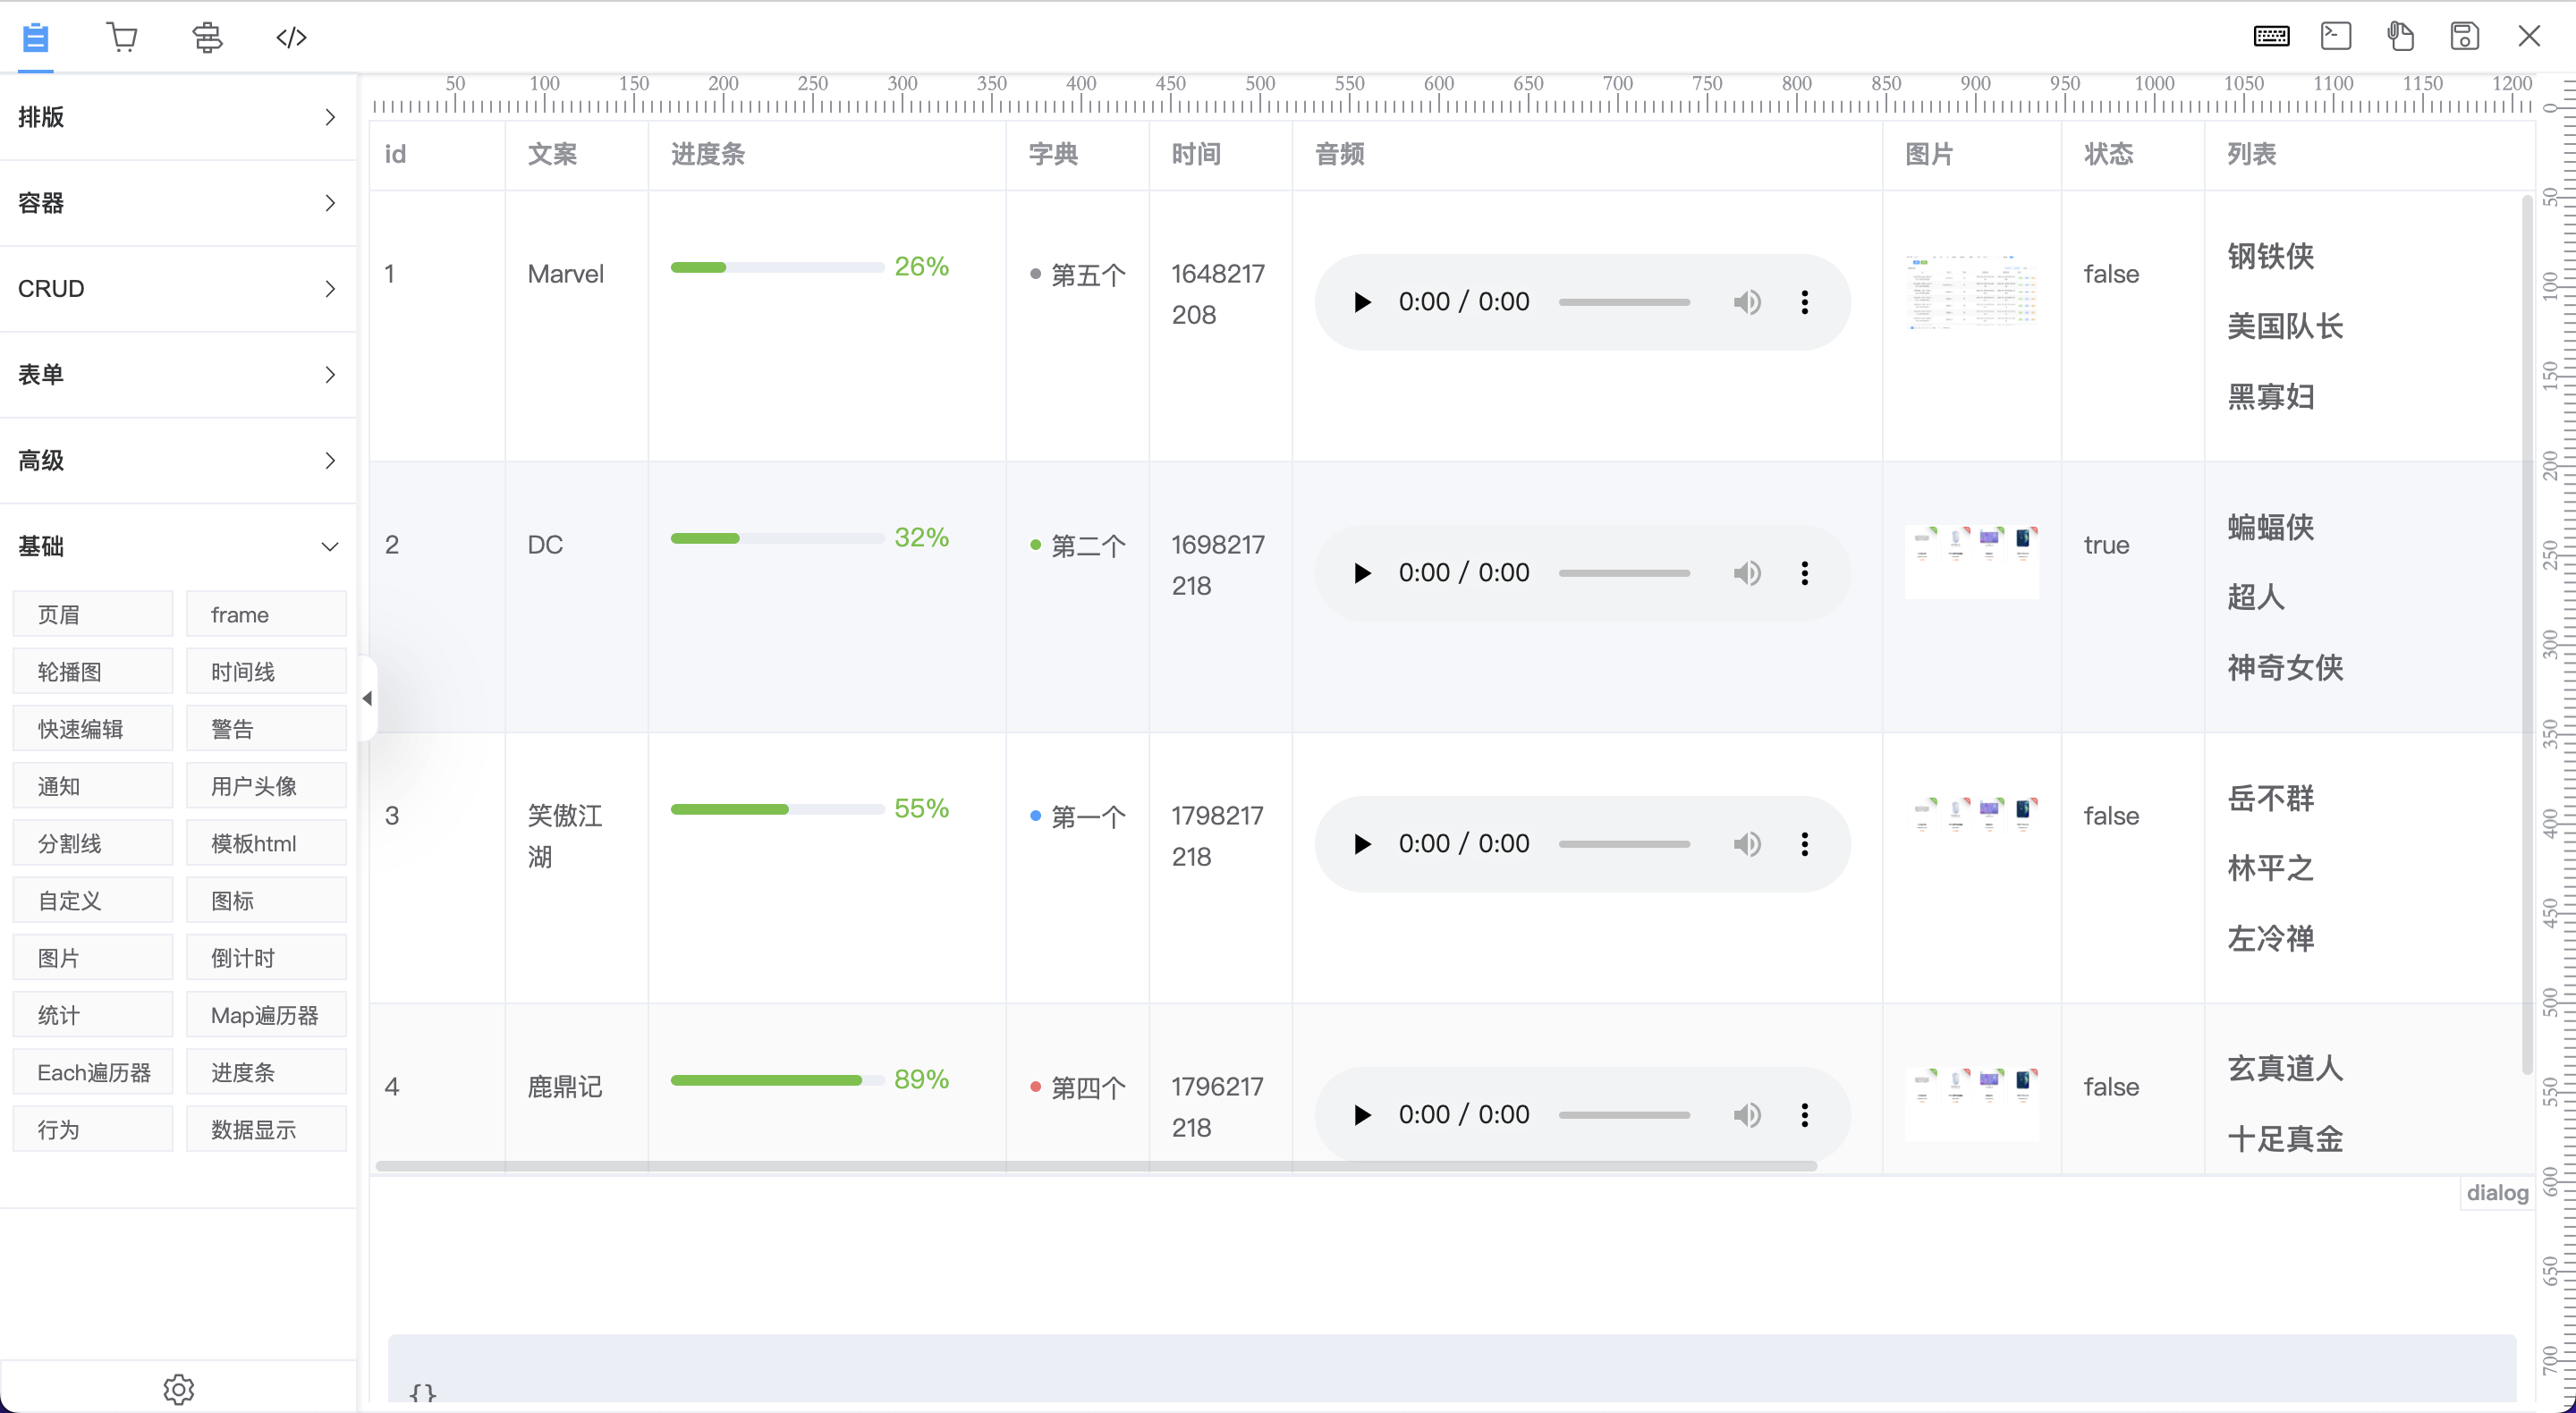 50 100 150 200 250 300 350 400 450 500 550 600 650 700 750 800 850 900 950 1000 1050 1100 1150 1200
排版
容器
CRUD
表单
高级
基础
页眉 frame
轮播图 时间线
快速编辑 警告
通知 用户头像
分割线 模板html
自定义 图标
图片 倒计时
统计 Map遍历器
Each遍历器 进度条
行为 数据显示
id 文案 进度条 字典 时间 音频 图片 状态 列表
1 Marvel 26% 第五个 1648217 0:00 / 0:00 false 钢铁侠
208
美国队长
黑寡妇
2 DC 32% 第二个 1698217 0:00 / 0:00 true 蝙蝠侠
218
超人
神奇女侠
3 笑傲江 55% 第一个 1798217 0:00 / 0:00 false 岳不群
湖 218
林平之
左冷禅
4 鹿鼎记 89% 第四个 1796217 0:00 / 0:00 false 玄真道人
218
十足真金
dialog
{}
0
50
100
150
200
250
300
350
400
450
500
550
600
650
700